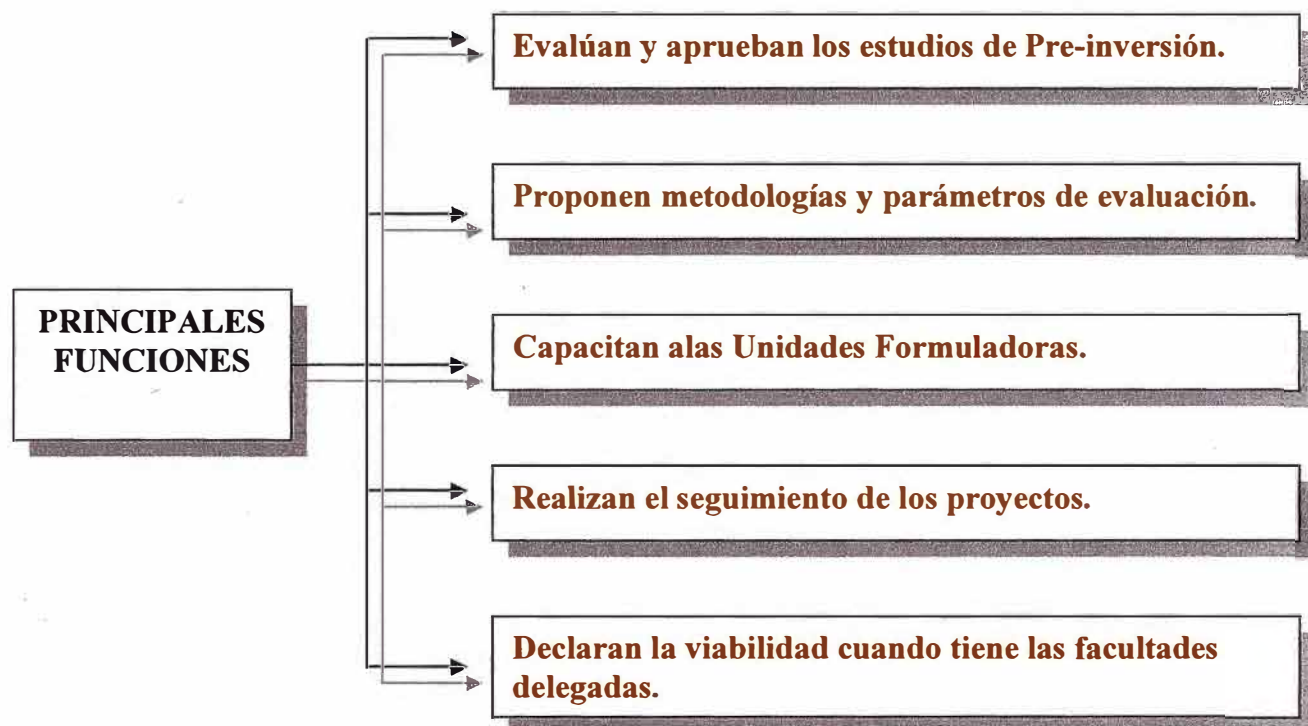 PRINCIPALES
FUNCIONES
Evalúan y aprueban los estudios de Pre-inversión.
Proponen metodologías y parámetros de evaluación.
Capacitan alas Unidades Formuladoras.
Realizan el seguimiento de los proyectos.
Declaran la viabilidad cuando tiene las facultades
delegadas.